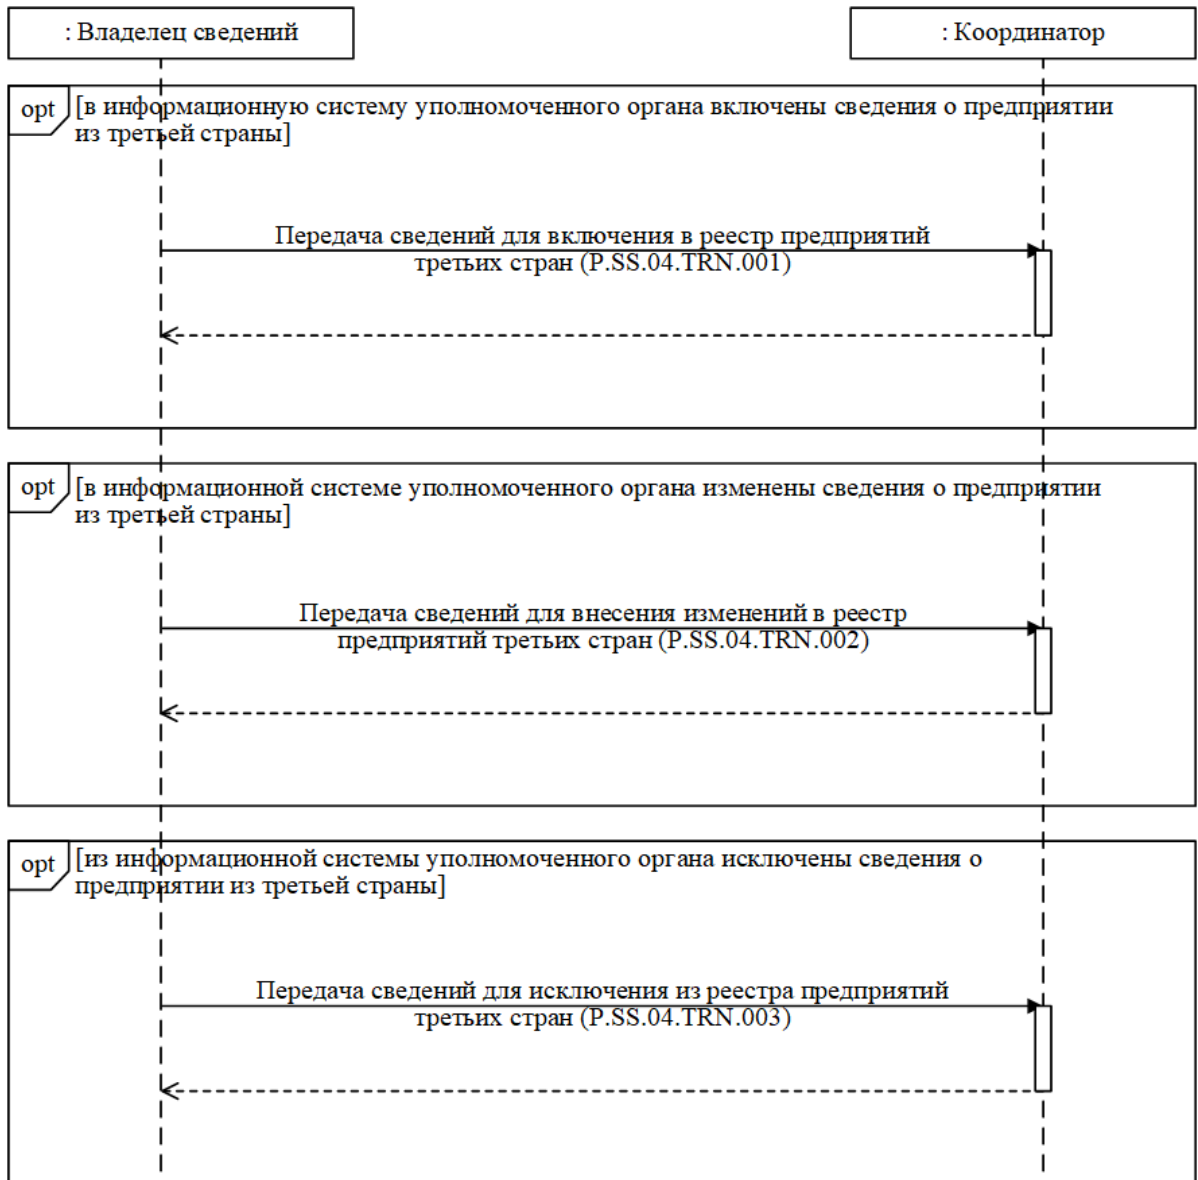 : Владелец сведений
: Координатор
opt
[в информационную систему уполномоченного органа включены сведения о предприятии
из третьей страны]
Передача сведений для включения в реестр предприятий
третьих стран (P.SS.04.TRN.001)
opt
[в информационной системе уполномоченного органа изменены сведения о предприятии
из третьей страны]
Передача сведений для внесения изменений в реестр
предприятий третьих стран (P.SS.04.TRN.002)
opt
[из информационной системы уполномоченного органа исключены сведения о
предприятии из третьей страны]
Передача сведений для исключения из реестра предприятий
третьих стран (P.SS.04.TRN.003)